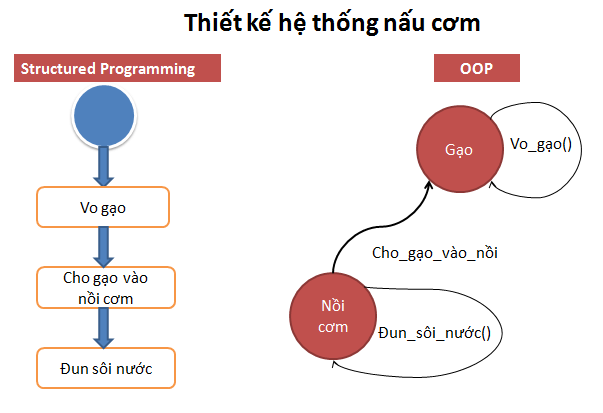 Thiết kế hệ thống nấu cơm
Structured Programming
OOP
Vo gạo
Cho gạo vào
nồi cơm
Đun sôi nước
Gạo
Vo_gạo()
Cho_gạo_vào_nồi
Nồi
cơm
Đun_sôi_nước()